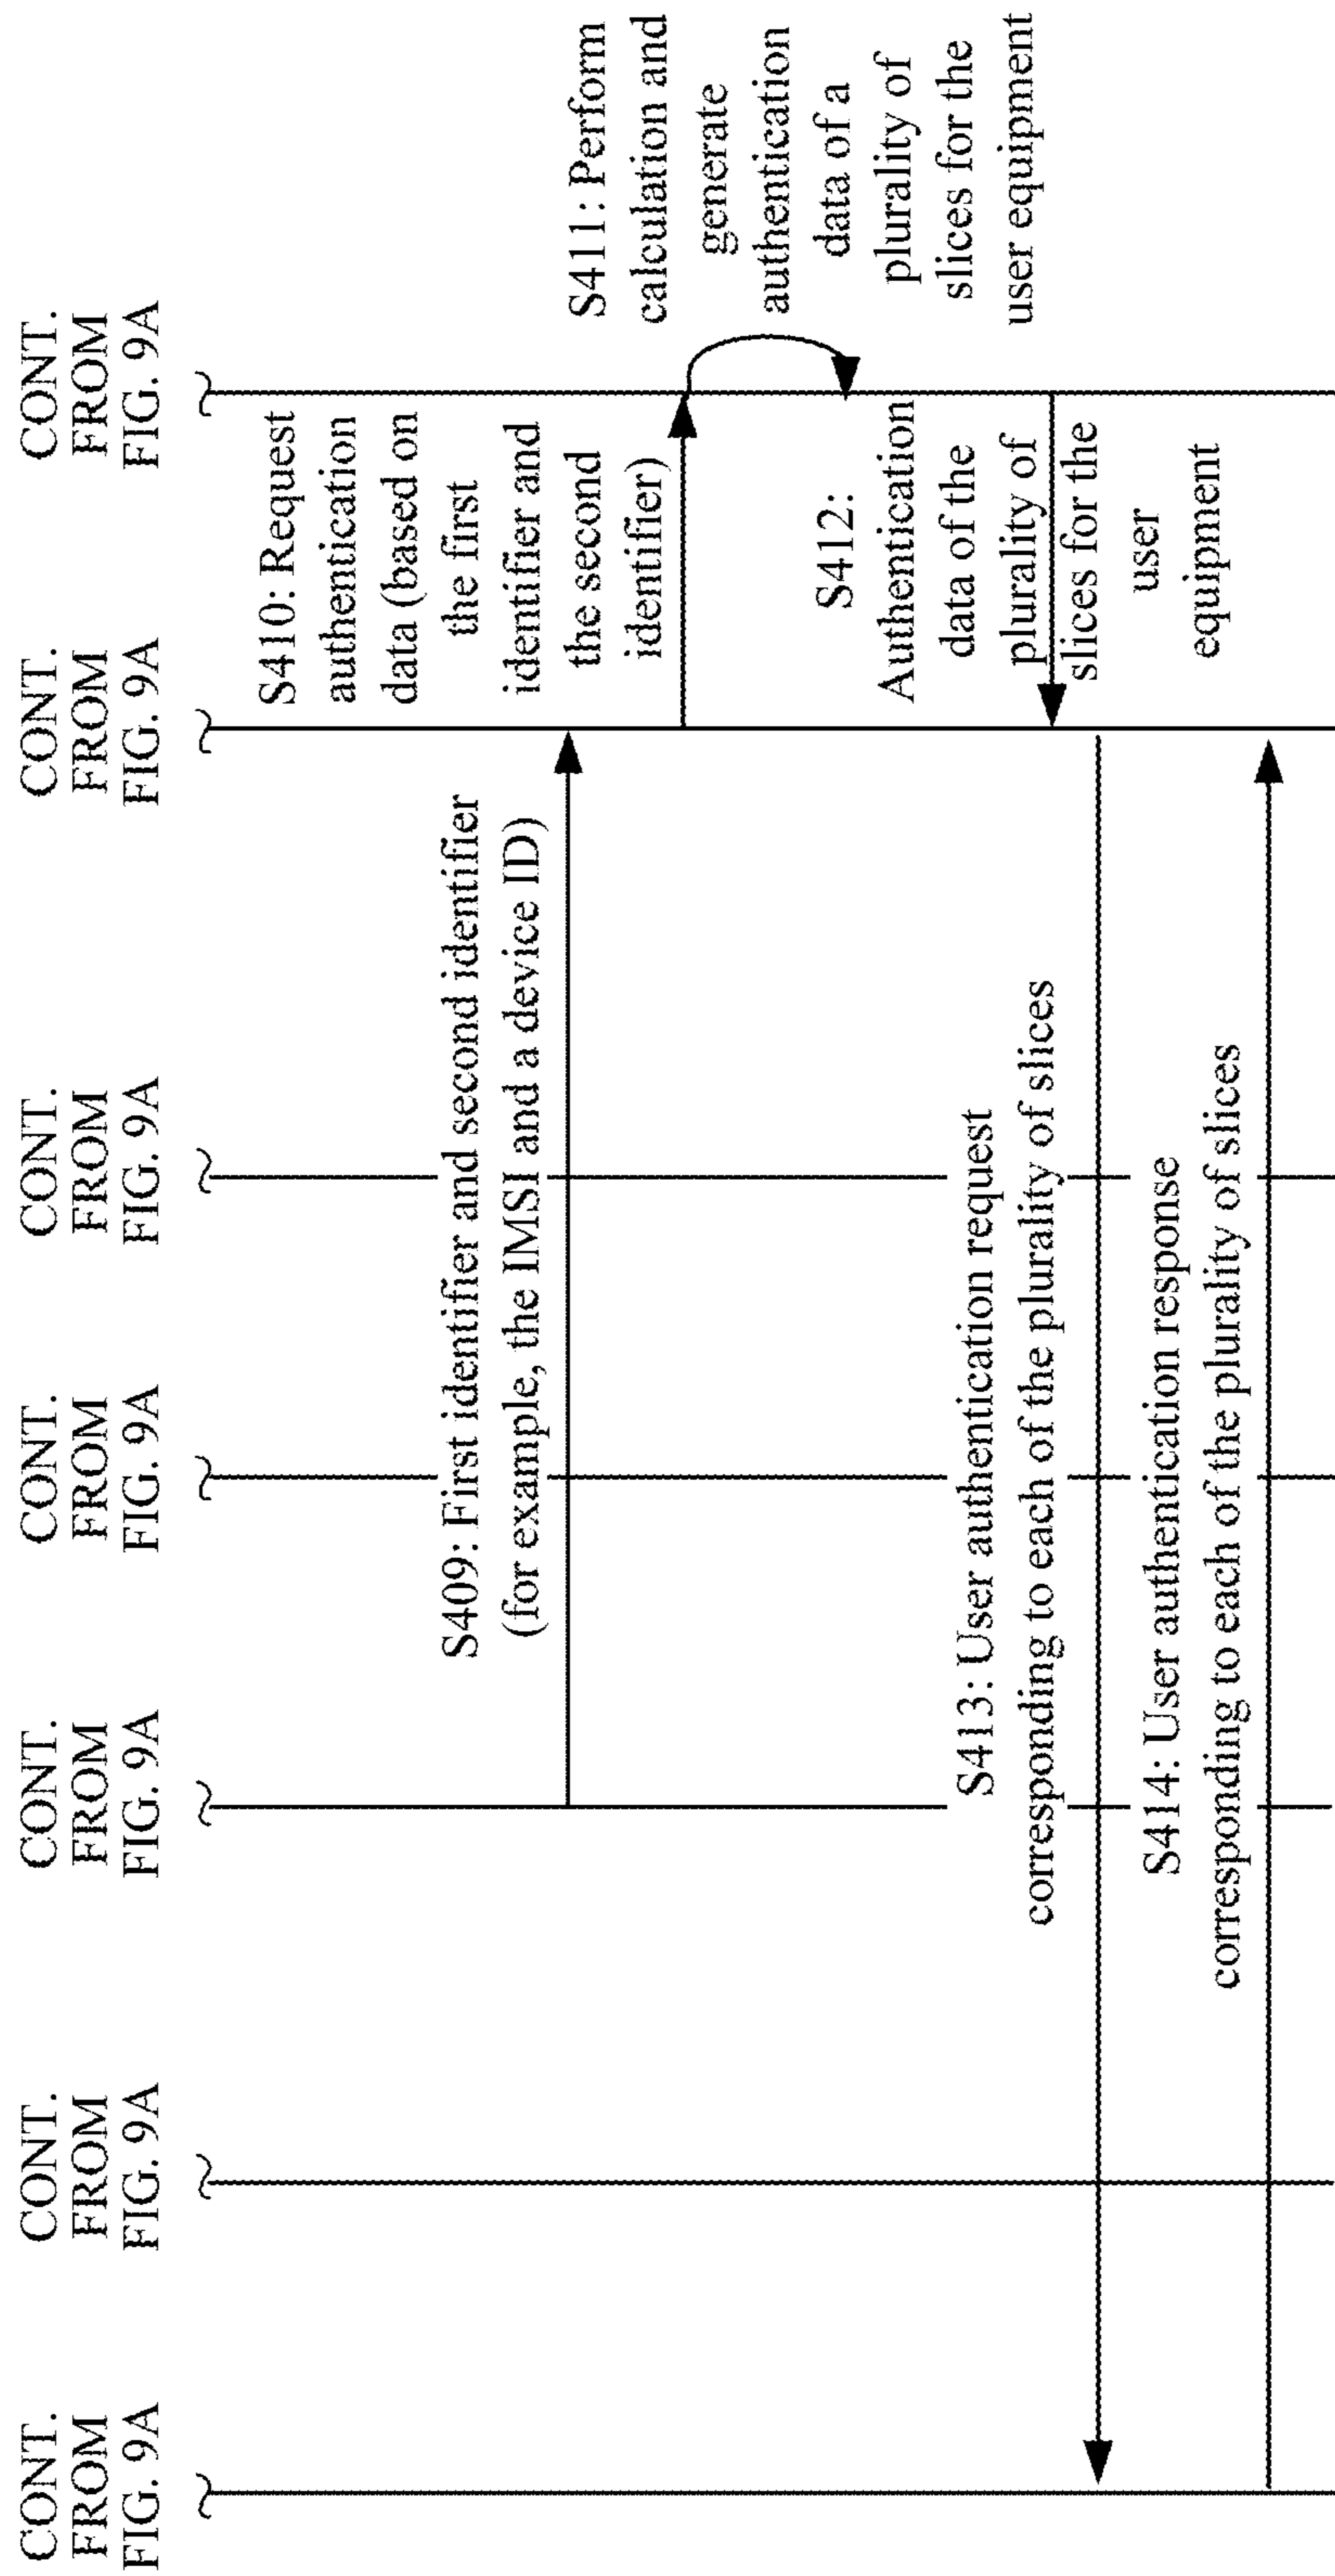 CONT.
FROM
FIG. 9A
CONT.
FROM
FIG. 9A
CONT.
FROM
FIG. 9A
CONT.
FROM
FIG. 9A
CONT.
FROM
FIG. 9A
CONT.
FROM
FIG. 9A
CONT.
FROM
FIG. 9A
S409: First identifier and second identifier
(for example, the IMSI and a device ID)
S410: Request
authentication
data (based on
the first
identifier and
the second
identifier)
S411: Perform
calculation and
generate
authentication
data of a
plurality of
slices for the
user equipment
S412:
Authentication
data of the
plurality of
slices for the
user
equipment
S413: User authentication request
corresponding to each of the plurality of slices
S414: User authentication response
corresponding to each of the plurality of slices